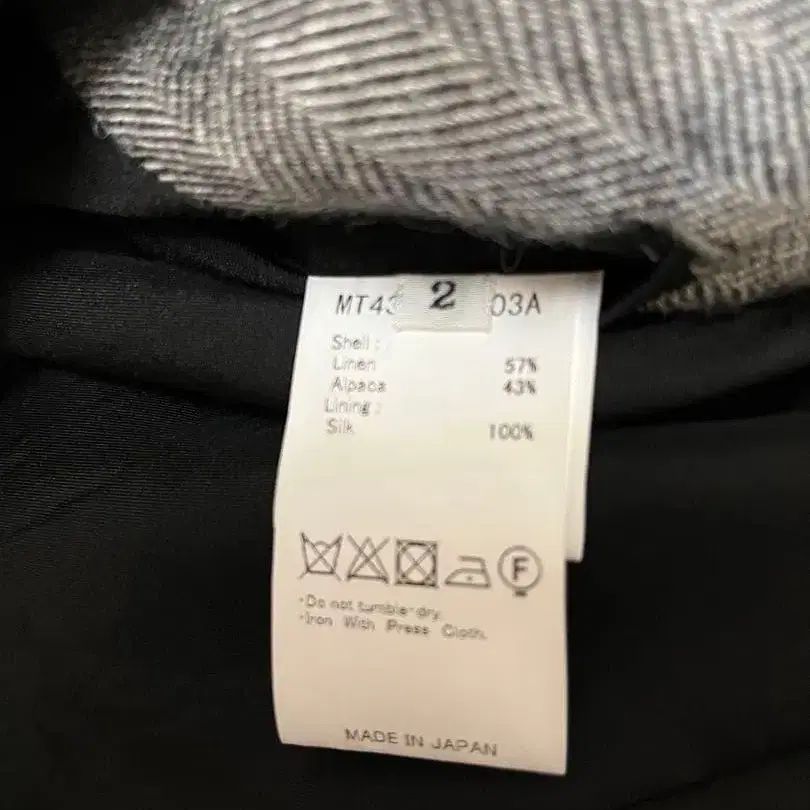 2
MT43 03A
Shell :
Linen 57%
Alpaca 43%
Lining :
Silk 100%
F
·Do not tumble-dry.
·Iron With Press Cloth.
MADE IN JAPAN